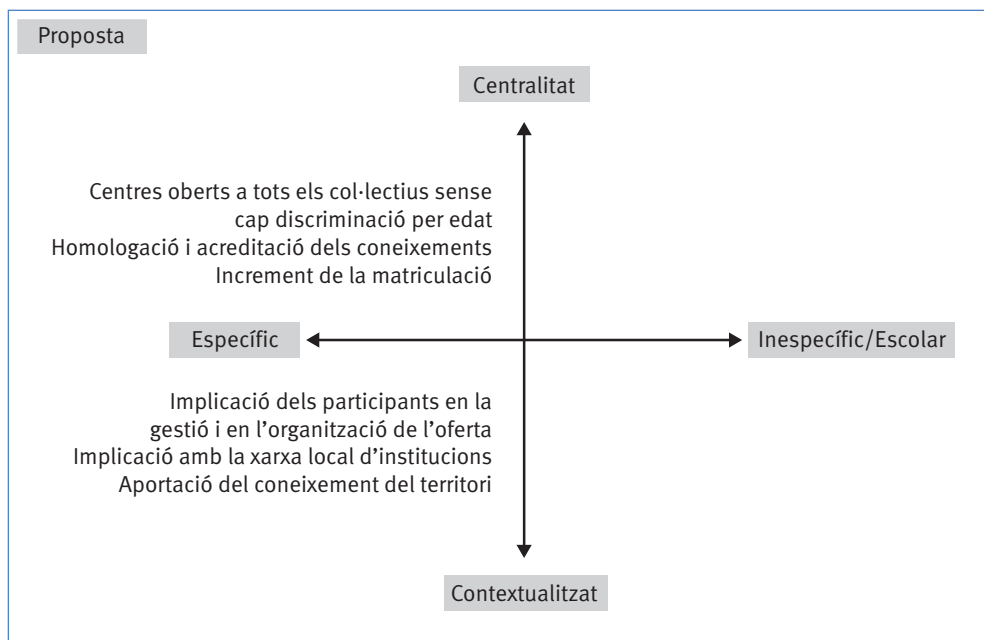 Proposta
Centralitat
Centres oberts a tots els col·lectius sense
cap discriminació per edat
Homologació i acreditació dels coneixements
Increment de la matriculació
Específic
Inespecífic/Escolar
Implicació dels participants en la
gestió i en l’organització de l’oferta
Implicació amb la xarxa local d’institucions
Aportació del coneixement del territori
Contextualitzat